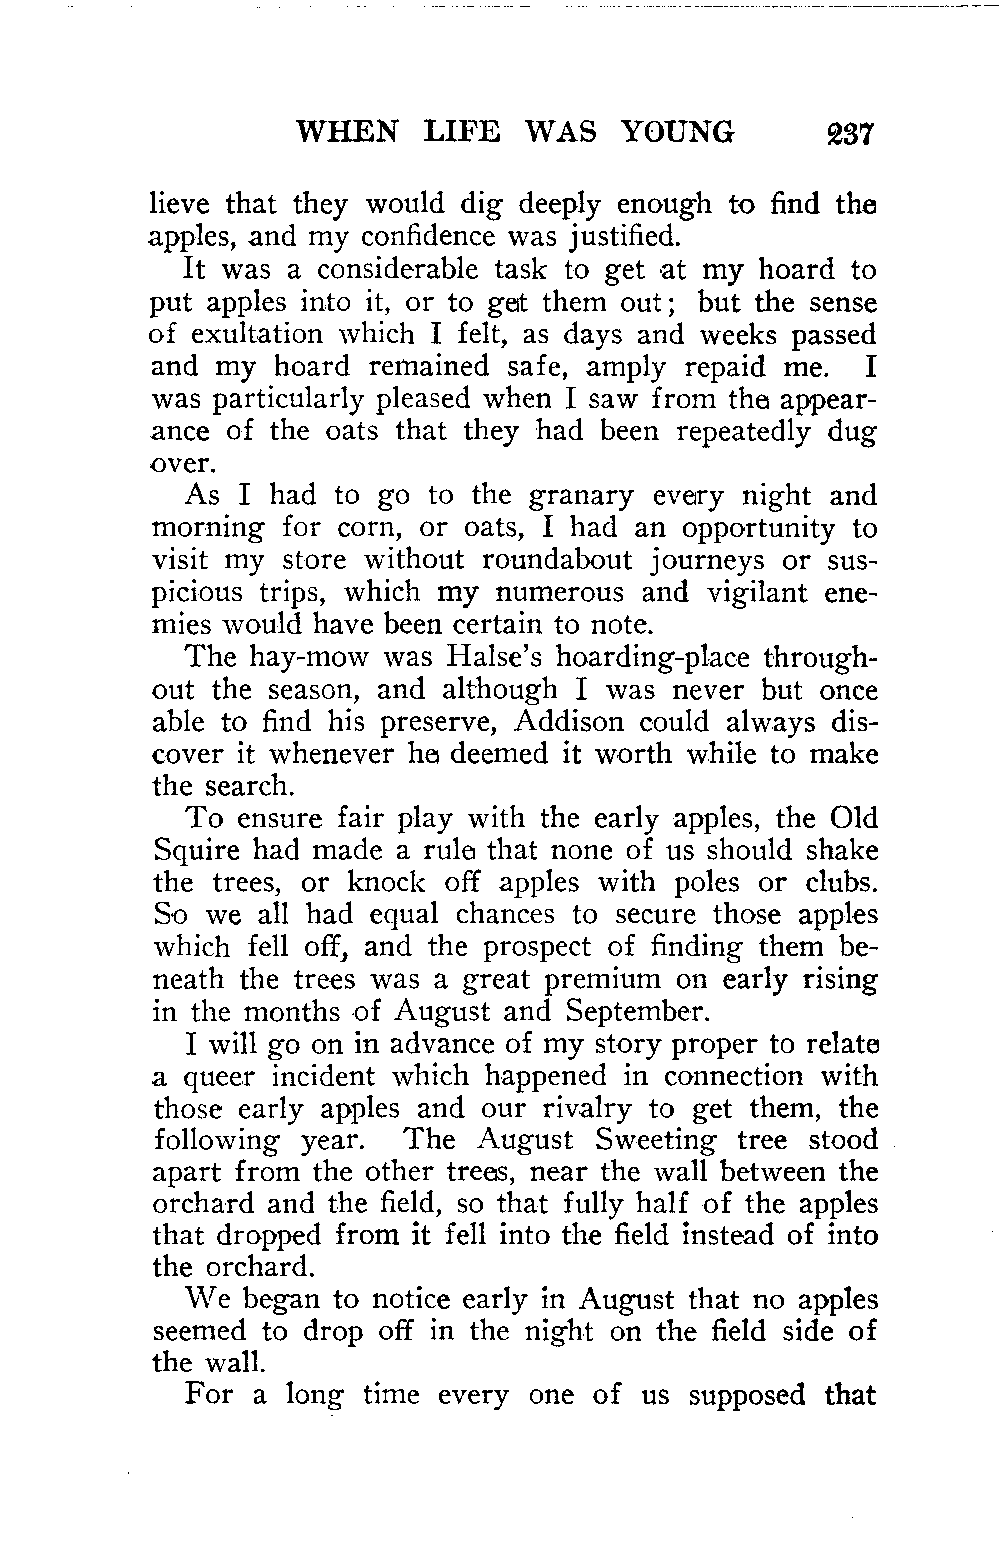 WHEN LIFE WAS YOUNG 237
lieve that they would dig deeply enough to find the
apples, and my confidence was justified.
It was a considerable task to get at my hoard to
put apples into it, or to get them out; but the sense
of exultation which I felt, as days and weeks passed
and my hoard remained safe, amply repaid me. I
was particularly pleased when I saw from the appear-
ance of the oats that they had been repeatedly dug
over.
As I had to go to the granary every night and
morning for corn, or oats, I had an opportunity to
visit my store without roundabout journeys or sus-
picious trips, which my numerous and vigilant ene-
mies would have been certain to note.
The hay-mow was Halse's hoarding-place through-
out the season, and although I was never but once
able to find his preserve, Addison could always dis-
cover it whenever he deemed it worth while to make
the search.
To ensure fair play with the early apples, the Old
Squire had made a rule that none of us should shake
the trees, or knock off apples with poles or clubs.
So we all had equal chances to secure those apples
which fell off, and the prospect of finding them be-
neath the trees was a great premium on early rising
in the months of August and September.
I will go on in advance of my story proper to relate
a queer incident which happened in connection with
those early apples and our rivalry to get them, the
following year. The August Sweeting tree stood
apart from the other trees, near the wall between the
orchard and the field, so that fully half of the apples
that dropped from it fell into the field instead of into
the orchard.
We began to notice early in August that no apples
seemed to drop off in the night on the field side of
the wall.
For a long time every one of us supposed that